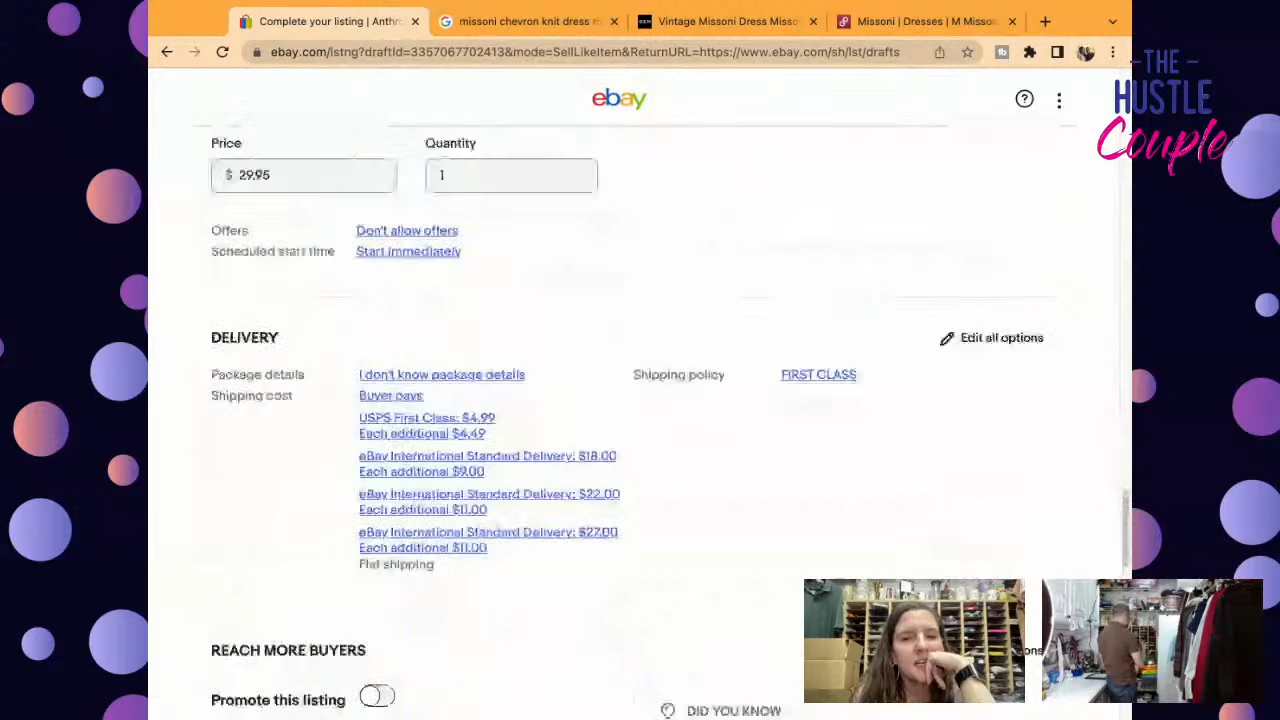 Complete your listing | Anthro
missoni chevron knit dress m
Vintage Missoni Dress Misso
Missoni | Dresses | M Misson
ebay.com/lstng?draftId=3357067702413&mode=SellLikeItem&ReturnURL=https://www.ebay.com/sh/lst/drafts
-THE-
HUSTLE
Couple
ebay
Price
Quantity
$ 29.95
1
Offers
Don't allow offers
Scheduled start time
Start immediately
DELIVERY
Edit all options
Package details
I don't know package details
Shipping policy
FIRST CLASS
Shipping cost
Buyer pays
USPS First Class: $4.99
Each additional $4.49
eBay International Standard Delivery: $18.00
Each additional $9.00
eBay International Standard Delivery: $22.00
Each additional $11.00
eBay International Standard Delivery: $27.00
Each additional $11.00
Flat shipping
REACH MORE BUYERS
Promote this listing
DID YOU KNOW